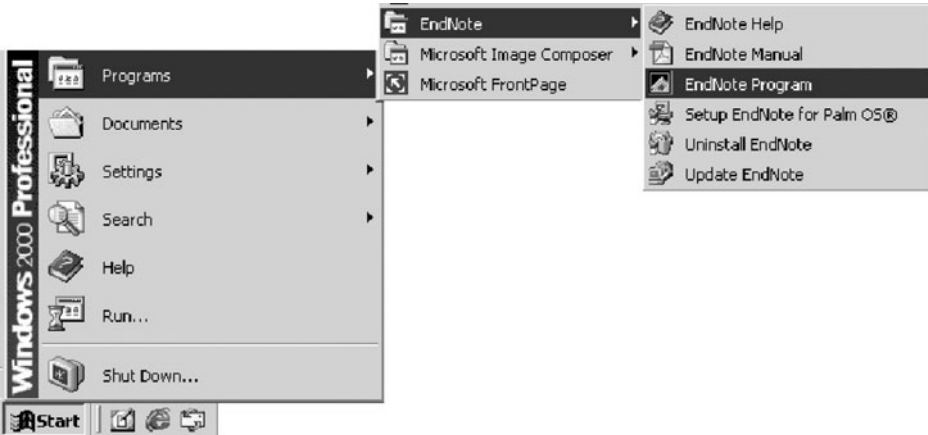 EndNote
Microsoft Image Composer
Microsoft FrontPage
EndNote Help
EndNote Manual
EndNote Program
Setup EndNote for Palm OS®
Uninstall EndNote
Update EndNote
Windows 2000 Professional
Programs
Documents
Settings
Search
Help
Run...
Shut Down...
Start